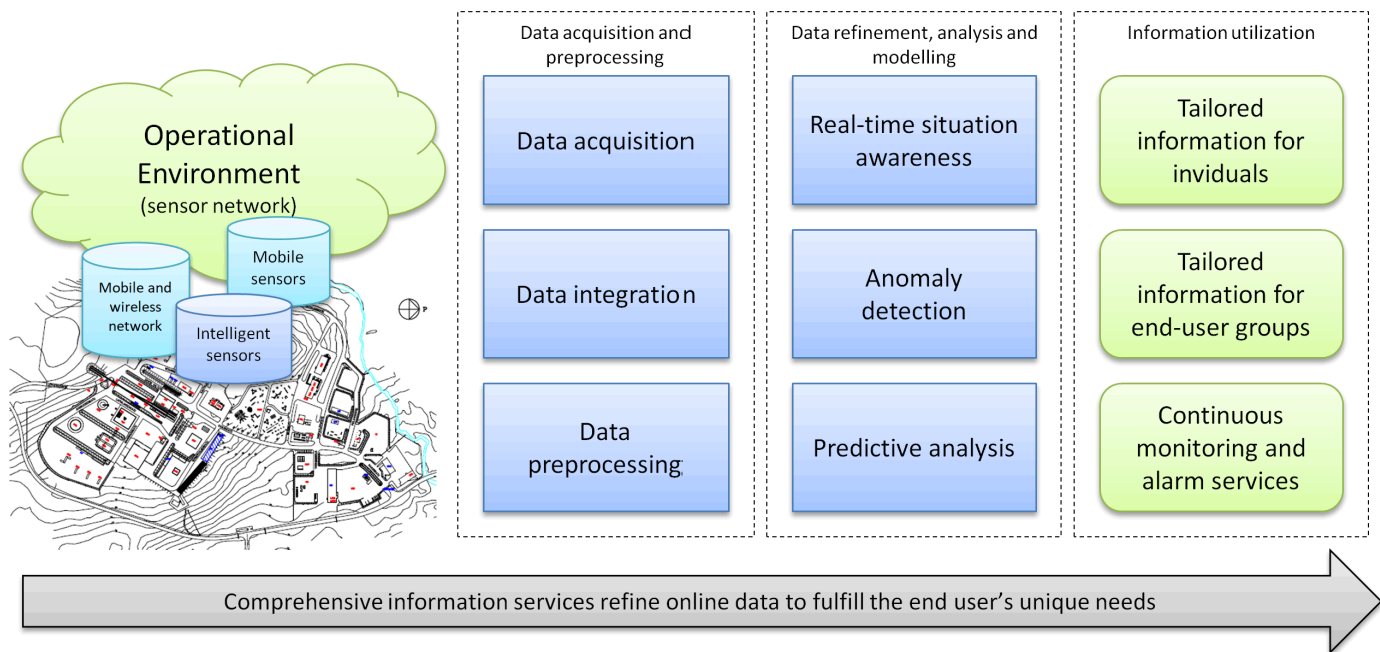 Operational
Environment
(sensor network)
Mobile
sensors
Mobile and
wireless
network
Intelligent
sensors
P
Data acquisition and
preprocessing
Data acquisition
Data integration
Data
preprocessing
Data refinement, analysis and
modelling
Real-time situation
awareness
Anomaly
detection
Predictive analysis
Information utilization
Tailored
information for
inviduals
Tailored
information for
end-user groups
Continuous
monitoring and
alarm services
Comprehensive information services refine online data to fulfill the end user's unique needs